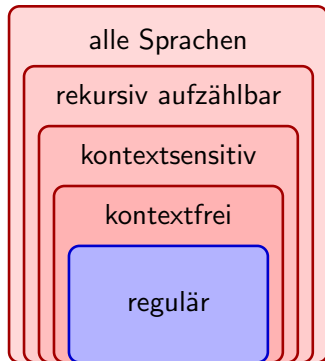 alle Sprachen
rekursiv aufzählbar
kontextsensitiv
kontextfrei
regulär